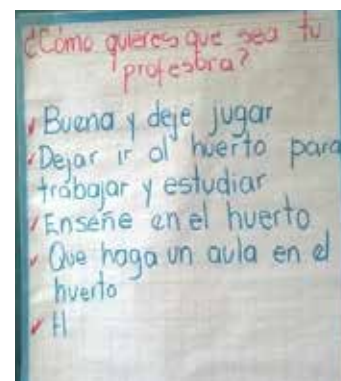 ¿Cómo quieres que sea tu
profesora?
✓ Buena y deje jugar
✓ Dejar ir al huerto para
trabajar y estudiar
✓ Enseñe en el huerto
✓ Que haga un aula en el
huerto
✓ H